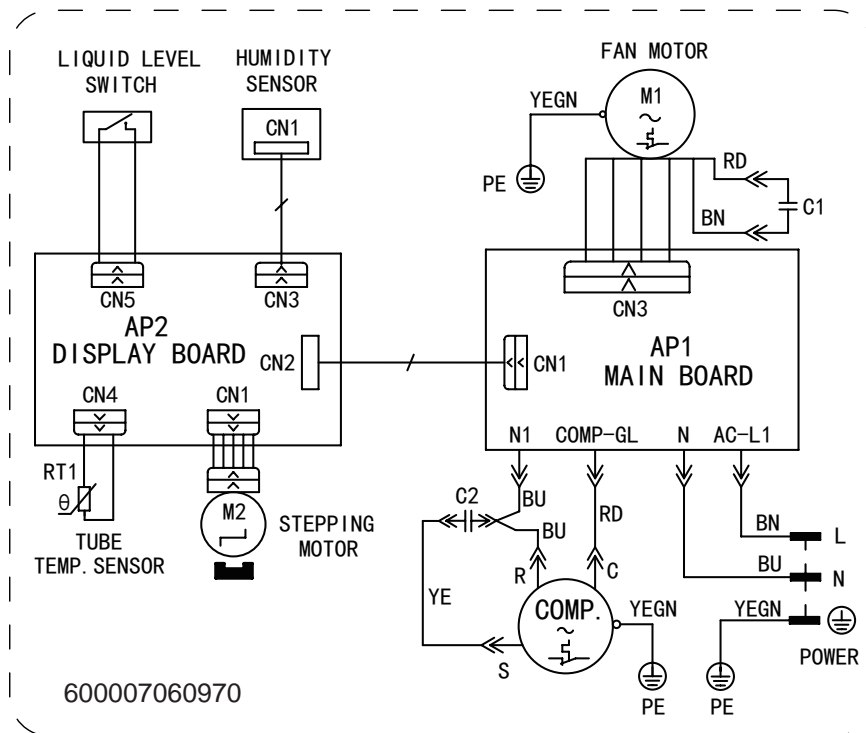 LIQUID LEVEL
SWITCH
HUMIDITY
SENSOR
CN1
FAN MOTOR
M1
YEGN
PE
RD
BN
C1
CN5
CN3
AP2
DISPLAY BOARD
CN2
CN4
CN1
CN3
CN1
AP1
MAIN BOARD
N1
COMP-GL
N
AC-L1
RT1
θ
TUBE
TEMP. SENSOR
M2
STEPPING
MOTOR
C2
BU
BU
RD
R
C
YE
S
COMP.
YEGN
PE
BN
L
BU
N
YEGN
PE
POWER
600007060970